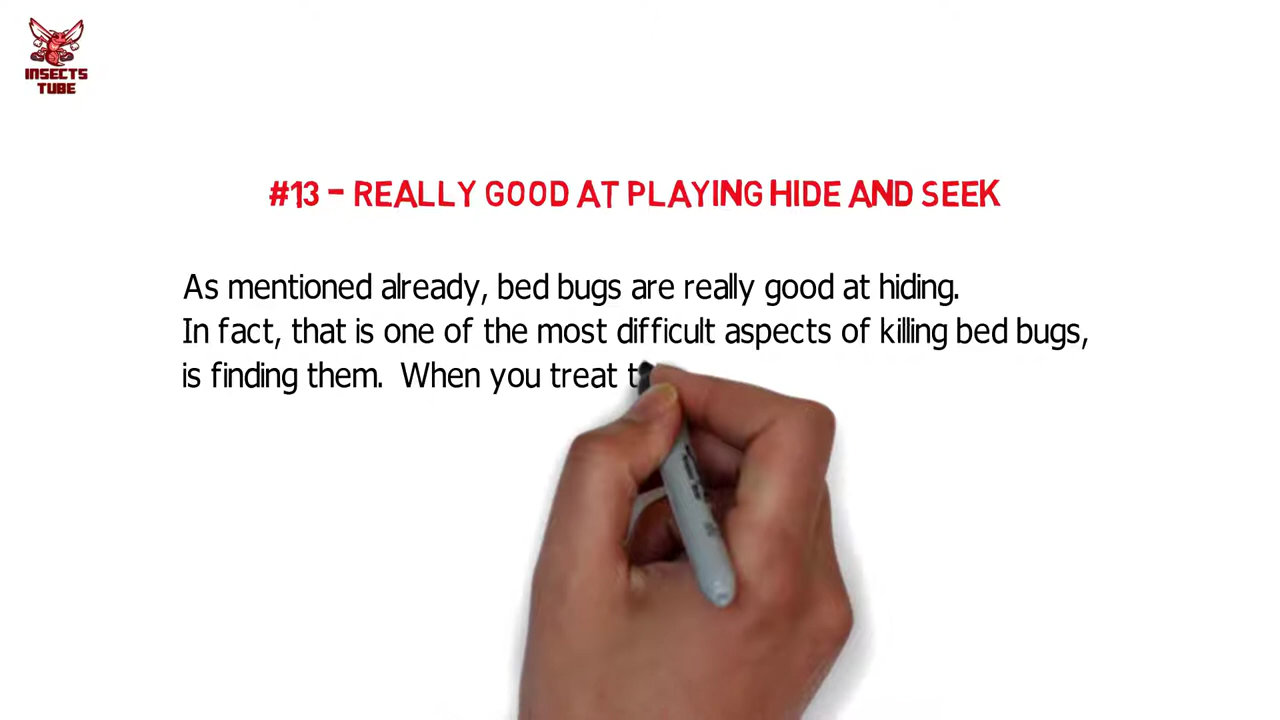 INSECTS
TUBE
#13 - REALLY GOOD AT PLAYING HIDE AND SEEK
As mentioned already, bed bugs are really good at hiding.
In fact, that is one of the most difficult aspects of killing bed bugs,
is finding them. When you treat t